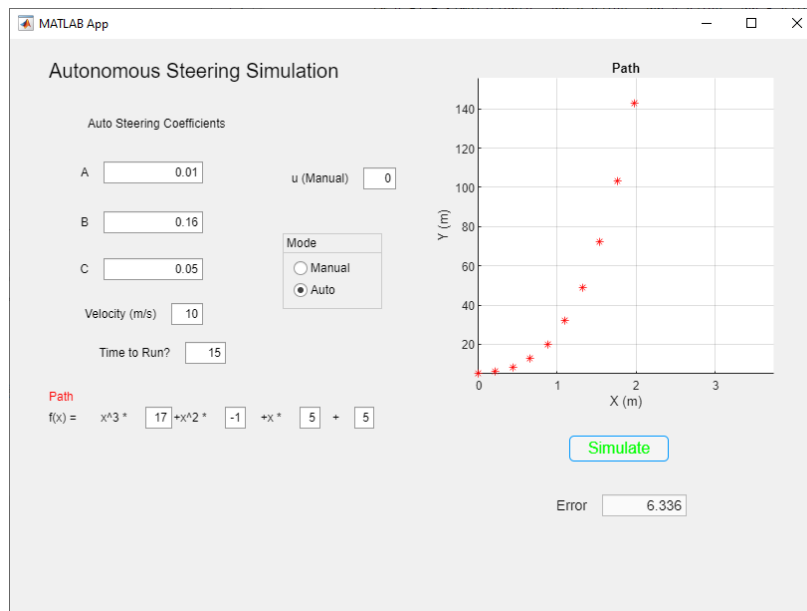 MATLAB App
Autonomous Steering Simulation
Auto Steering Coefficients
A 0.01
u (Manual) 0
B 0.16
Mode
Manual
Auto
C 0.05
Velocity (m/s) 10
Time to Run? 15
Path
f(x) = x^3 * 17 +x^2 * -1 +x * 5 + 5
Path
140
120
100
80
60
40
20
Y (m)
0 1 2 3
X (m)
Simulate
Error 6.336